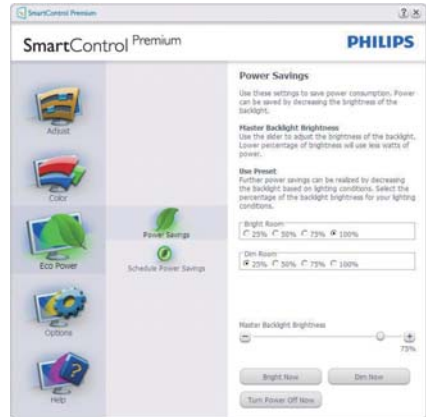 SmartControl Premium
SmartControl Premium
PHILIPS
Adjust
Color
Eco Power
Options
Help
Power Savings
Schedule Power Savings
Power Savings
Use these settings to save power consumption. Power
can be saved by decreasing the brightness of the
backlight.
Master Backlight Brightness
Use the slider to adjust the brightness of the backlight.
Lower percentage of brightness will use less watts of
power.
Use Preset
Further power savings can be realized by decreasing
the backlight based on lighting conditions. Select the
percentage of the backlight brightness for your lighting
conditions.
Bright Room
25% 50% 75% 100%
Dim Room
25% 50% 75% 100%
Master Backlight Brightness
75%
Bright Now Dim Now
Turn Power Off Now